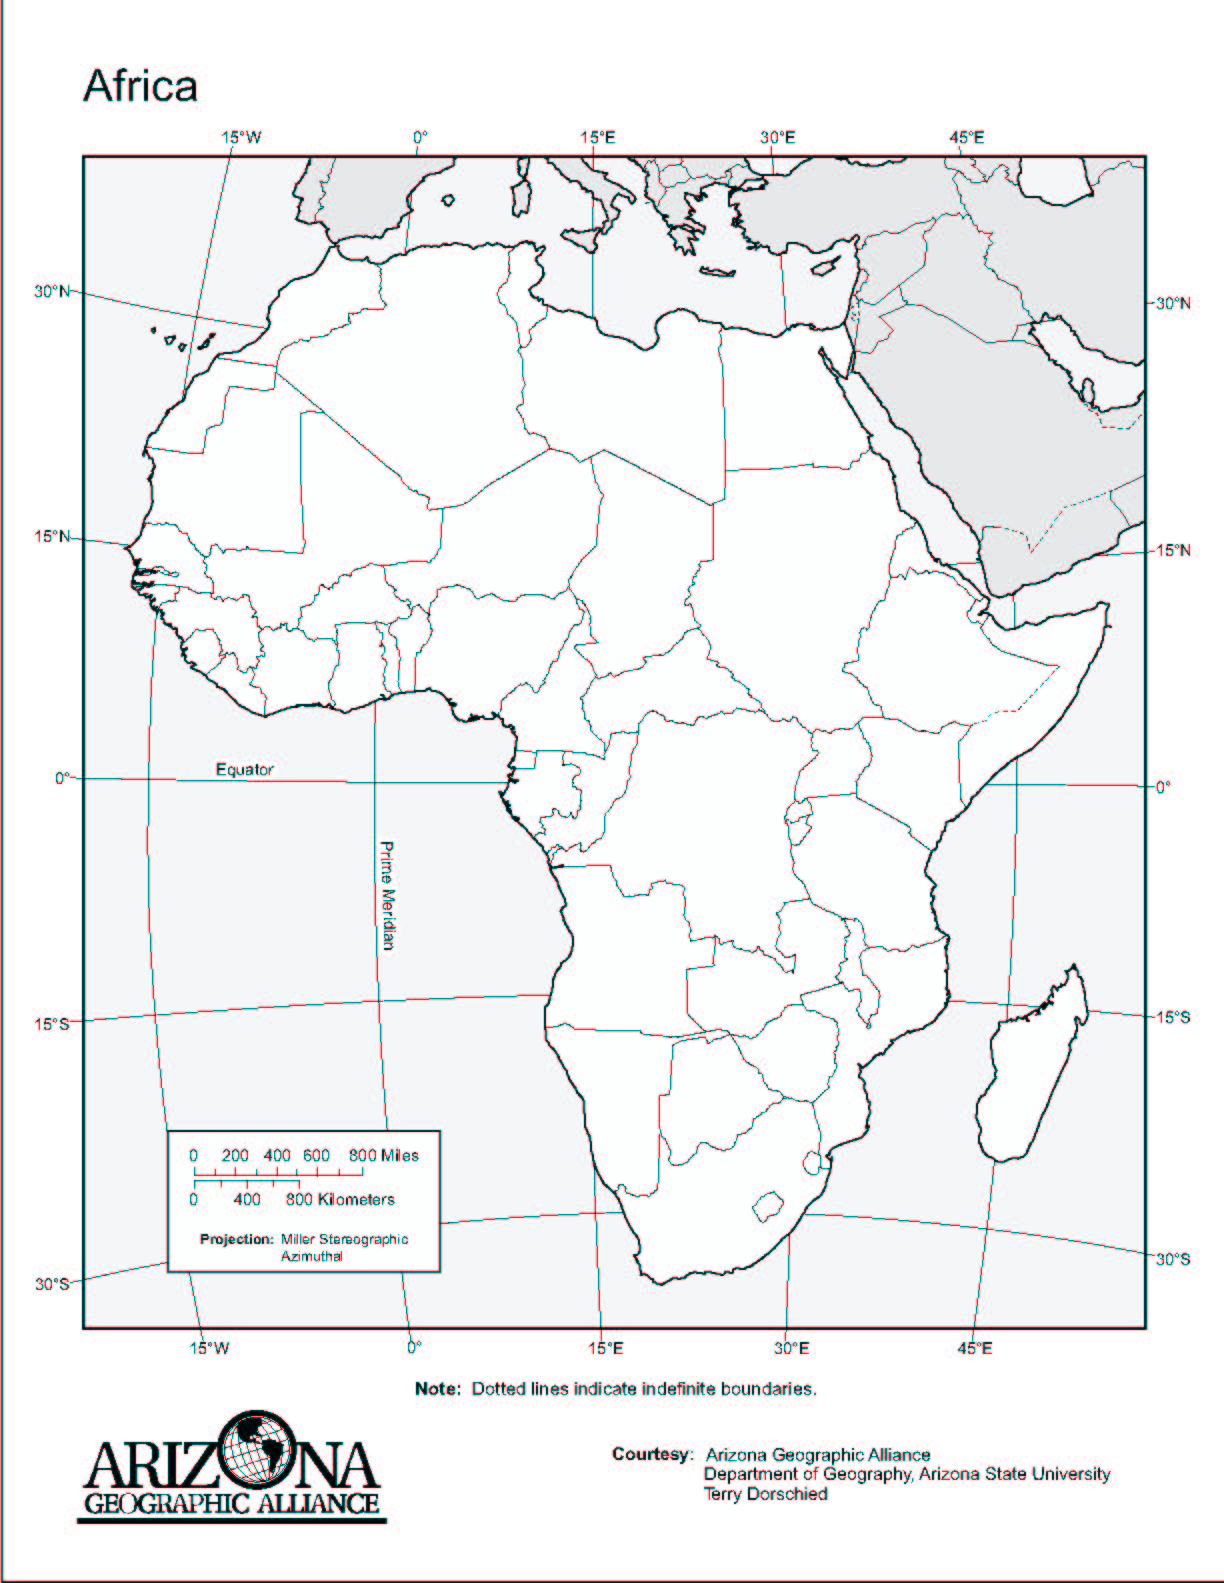 Africa
15°W 0° 15°E 30°E 45°E
30°N 30°N
15°N 15°N
Equator
0° 0°
Prime Meridian
15°S 15°S
0 200 400 600 800 Miles
0 400 800 Kilometers
Projection: Miller Stereographic
Azimuthal
30°S 30°S
15°W 0° 15°E 30°E 45°E
Note: Dotted lines indicate indefinite boundaries.
ARIZONA
GEOGRAPHIC ALLIANCE
Courtesy: Arizona Geographic Alliance
Department of Geography, Arizona State University
Terry Dorschied